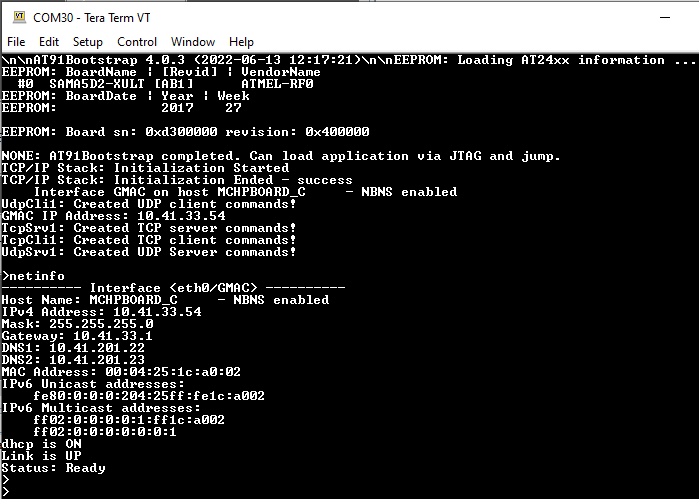 COM30 - Tera Term VT
File Edit Setup Control Window Help
\n\nAT91Bootstrap 4.0.3 (2022-06-13 12:17:21)\n\nEEPROM: Loading AT24xx information ...
EEPROM: BoardName | [Revid] | VendorName
  #0  SAMA5D2-XULT [AB1]      ATMEL-RF0
EEPROM: BoardDate | Year | Week
EEPROM:             2017    27

EEPROM: Board sn: 0xd300000 revision: 0x400000

NONE: AT91Bootstrap completed. Can load application via JTAG and jump.
TCP/IP Stack: Initialization Started
TCP/IP Stack: Initialization Ended - success
    Interface GMAC on host MCHPBOARD_C     - NBNS enabled
UdpCli1: Created UDP client commands!
GMAC IP Address: 10.41.33.54
TcpSrv1: Created TCP server commands!
TcpCli1: Created TCP client commands!
UdpSrv1: Created UDP Server commands!

>netinfo
---------- Interface <eth0/GMAC> ----------
Host Name: MCHPBOARD_C     - NBNS enabled
IPv4 Address: 10.41.33.54
Mask: 255.255.255.0
Gateway: 10.41.33.1
DNS1: 10.41.201.22
DNS2: 10.41.201.23
MAC Address: 00:04:25:1c:a0:02
IPv6 Unicast addresses:
    fe80:0:0:0:204:25ff:fe1c:a002
IPv6 Multicast addresses:
    ff02:0:0:0:0:1:ff1c:a002
    ff02:0:0:0:0:0:0:1
dhcp is ON
Link is UP
Status: Ready
>
>